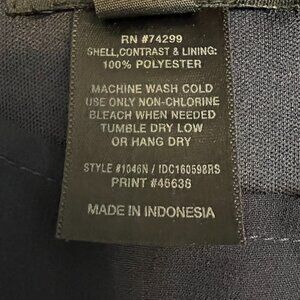 RN #74299
SHELL,CONTRAST & LINING:
100% POLYESTER
MACHINE WASH COLD
USE ONLY NON-CHLORINE
BLEACH WHEN NEEDED
TUMBLE DRY LOW
OR HANG DRY
STYLE #1046N / IDC160598RS
PRINT #46636
MADE IN INDONESIA